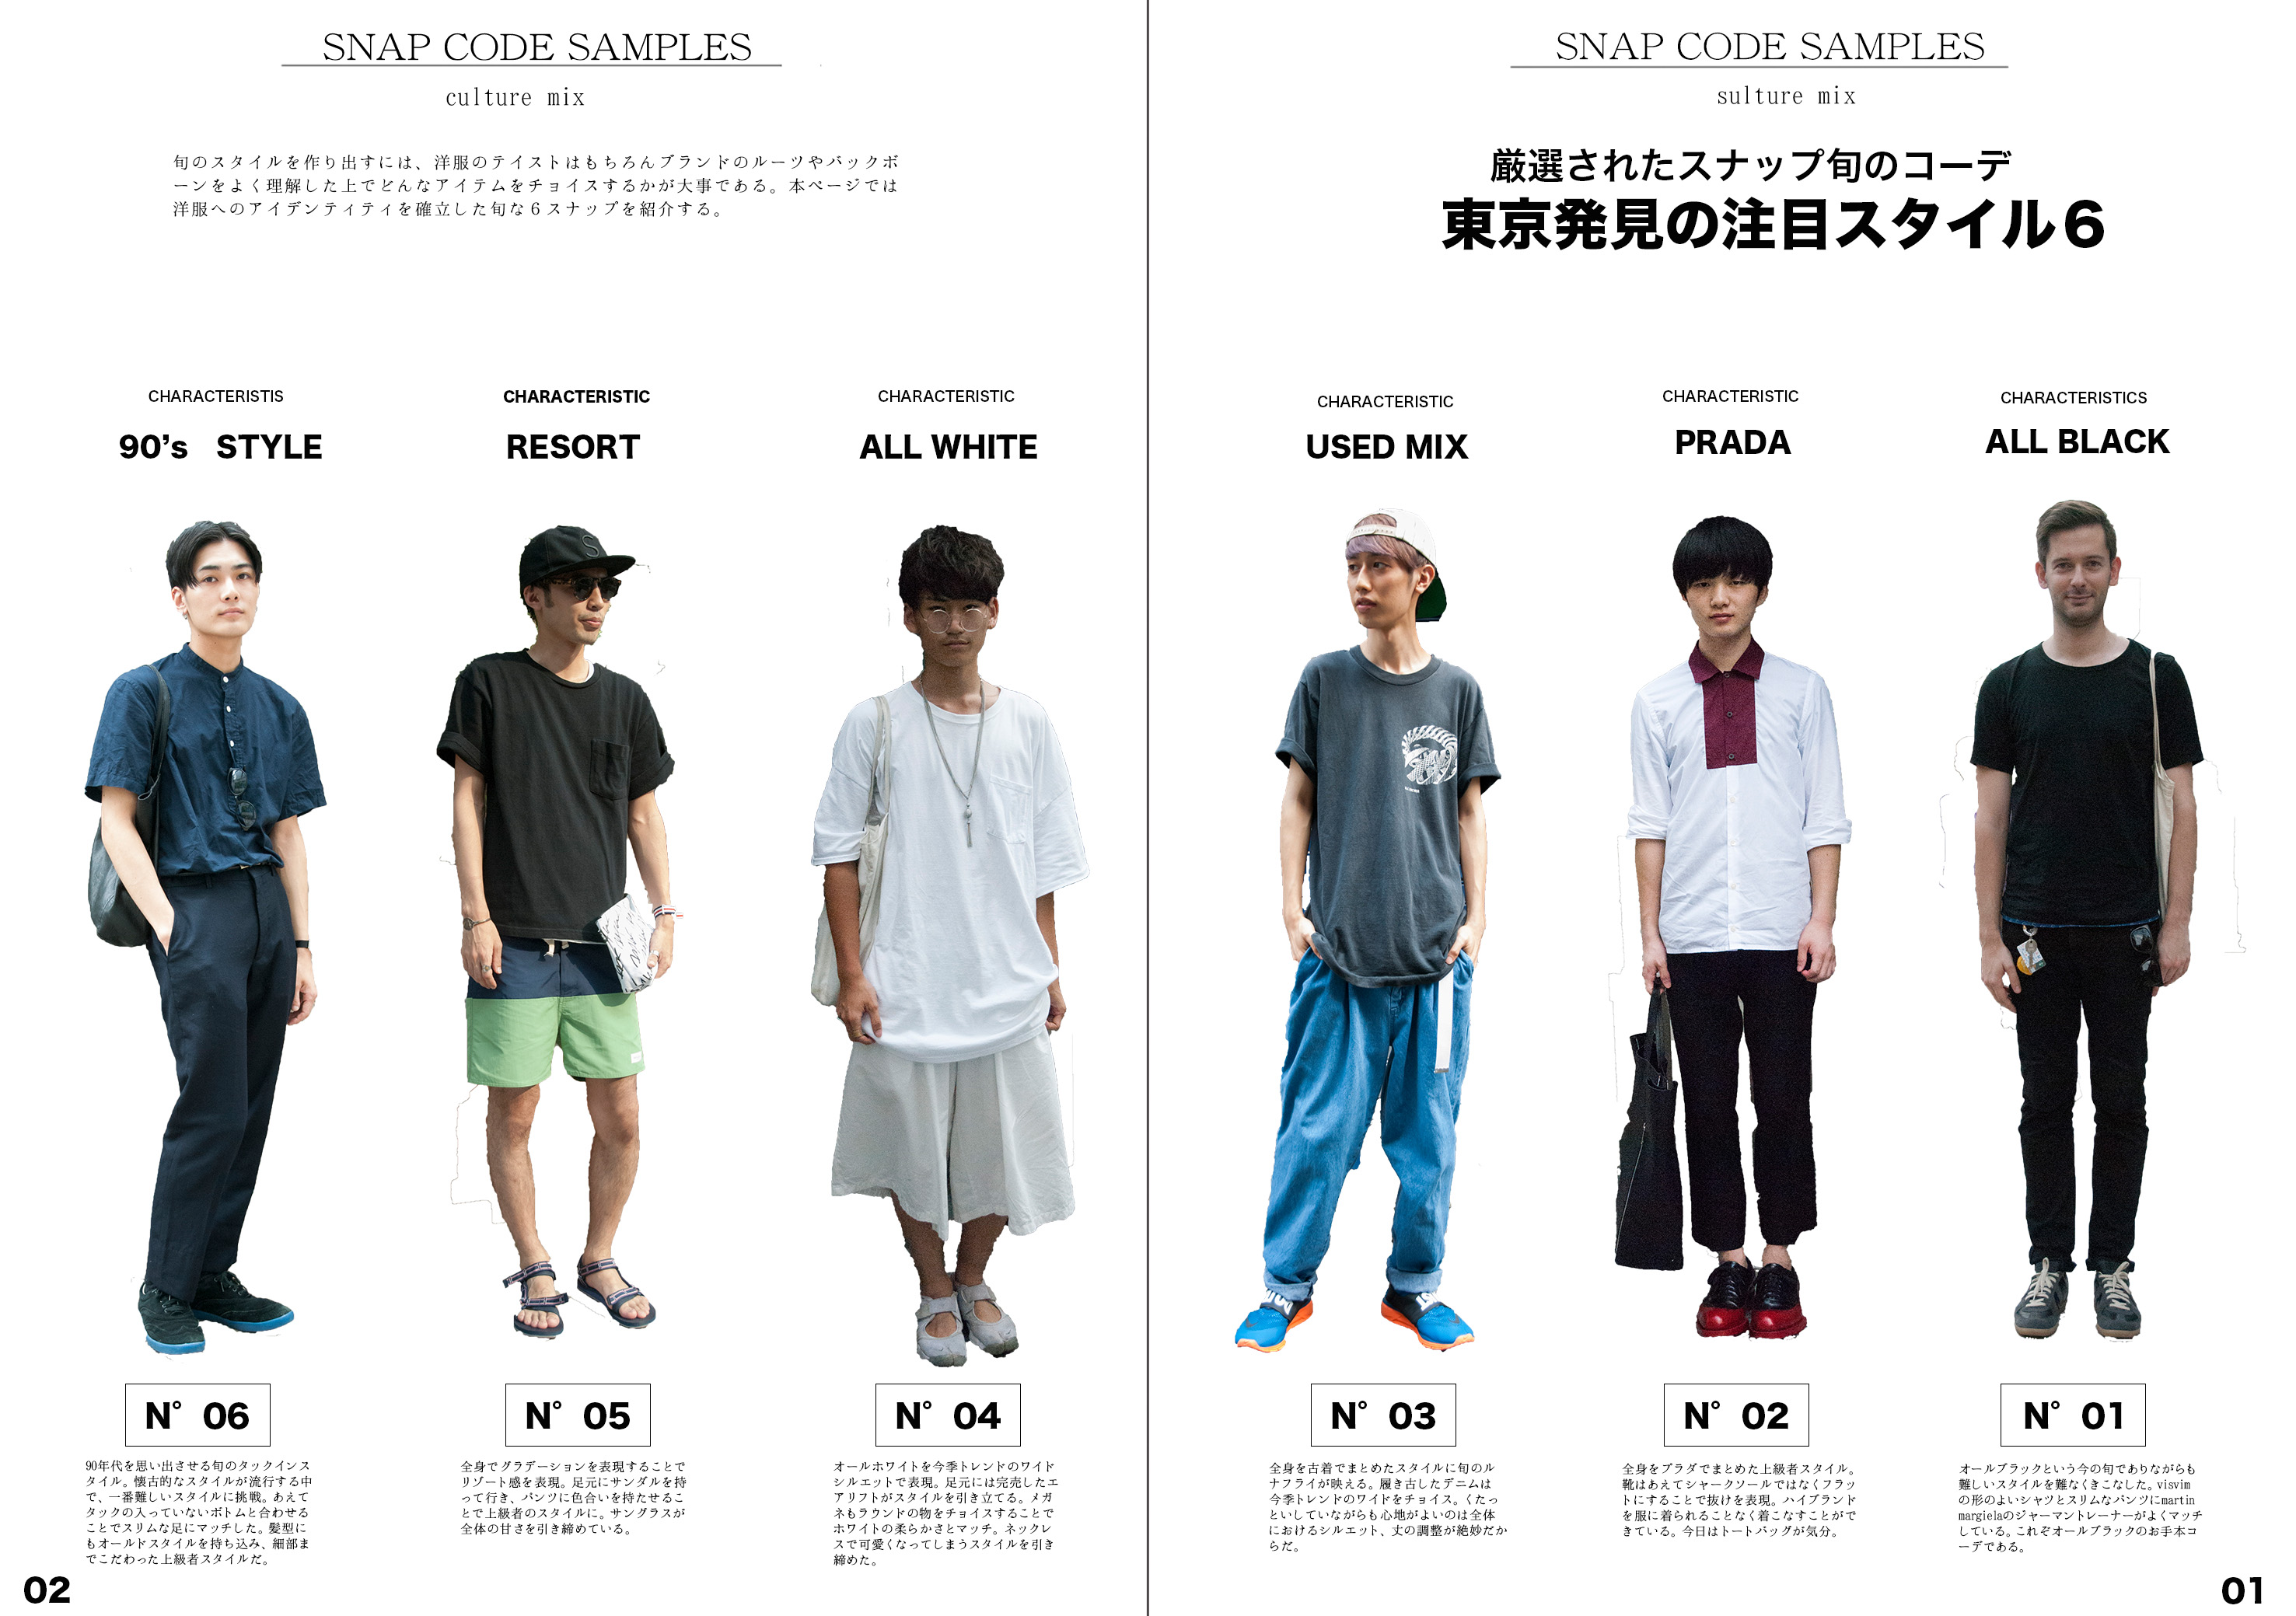 SNAP CODE SAMPLES
sulture mix
厳選されたスナップ旬のコーデ
東京発見の注目スタイル6
CHARACTERISTICS
ALL BLACK
N° 01
オールブラックという今の旬でありながらも
難しいスタイルを難なくきこなした。visvim
の形のよいシャツとスリムなパンツにmartin
margielaのジャーマントレーナーがよくマッチ
している。これぞオールブラックのお手本コ
ーデである。
CHARACTERISTIC
PRADA
N° 02
全身をプラダでまとめた上級者スタイル。
靴はあえてシャークソールではなくフラッ
トにすることで抜けを表現。ハイブランド
を服に着られることなく着こなすことがで
きている。今日はトートバッグが気分。
CHARACTERISTIC
USED MIX
N° 03
全身を古着でまとめたスタイルに旬のル
ナフライが映える。履き古したデニムは
今季トレンドのワイドをチョイス。くたっ
といしていながらも心地がよいのは全体
におけるシルエット、丈の調整が絶妙だか
らだ。
01
SNAP CODE SAMPLES
culture mix
旬のスタイルを作り出すには、洋服のテイストはもちろんブランドのルーツやバックボ
ーンをよく理解した上でどんなアイテムをチョイスするかが大事である。本ページでは
洋服へのアイデンティティを確立した旬な6スナップを紹介する。
CHARACTERISTIC
ALL WHITE
N° 04
オールホワイトを今季トレンドのワイド
シルエットで表現。足元には完売したエ
アリフトがスタイルを引き立てる。メガ
ネもラウンドの物をチョイスすることで
ホワイトの柔らかさとマッチ。ネックレ
スで可愛くなってしまうスタイルを引き
締めた。
CHARACTERISTIC
RESORT
S
N° 05
全身でグラデーションを表現することで
リゾート感を表現。足元にサンダルを持
って行き、パンツに色合いを持たせるこ
とで上級者のスタイルに。サングラスが
全体の甘さを引き締めている。
CHARACTERISTIS
90’s STYLE
N° 06
90年代を思い出させる旬のタックインス
タイル。懐古的なスタイルが流行する中
で、一番難しいスタイルに挑戦。あえて
タックの入っていないボトムと合わせる
ことでスリムな足にマッチした。髪型に
もオールドスタイルを持ち込み、細部ま
でこだわった上級者スタイルだ。
02